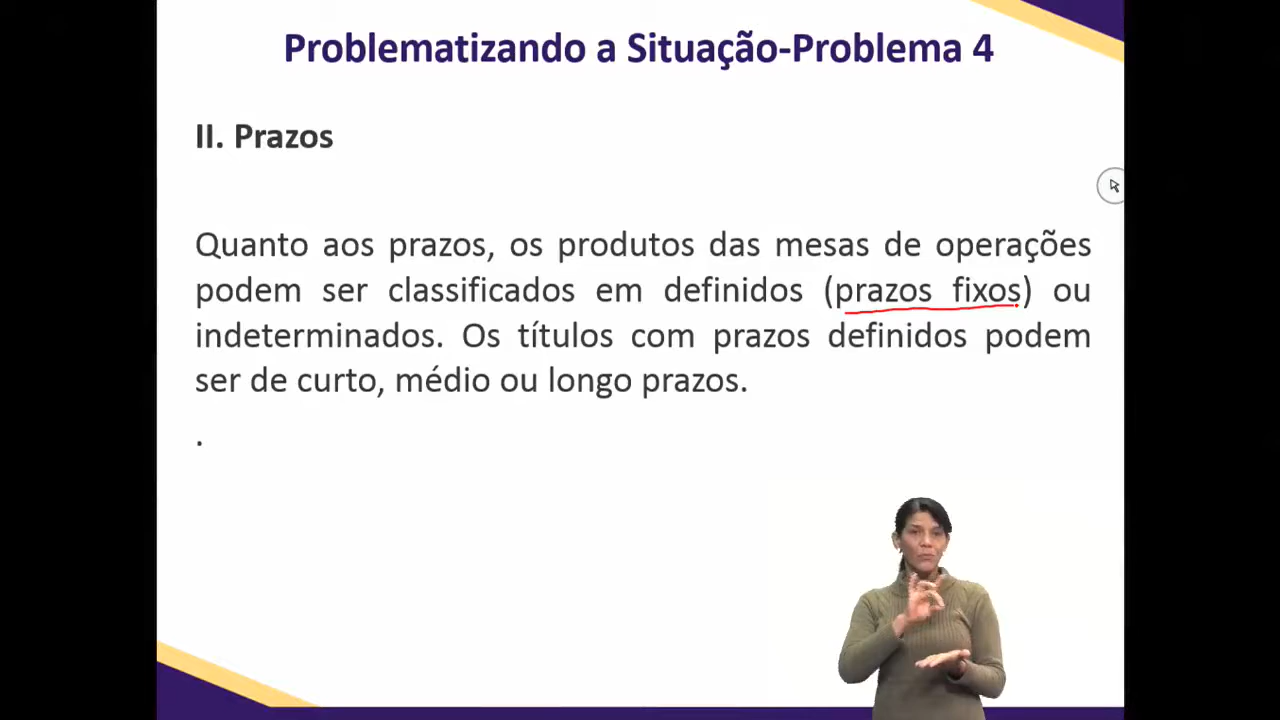 Problematizando a Situação-Problema 4
II. Prazos
Quanto aos prazos, os produtos das mesas de operações
podem ser classificados em definidos (prazos fixos) ou
indeterminados. Os títulos com prazos definidos podem
ser de curto, médio ou longo prazos.
.